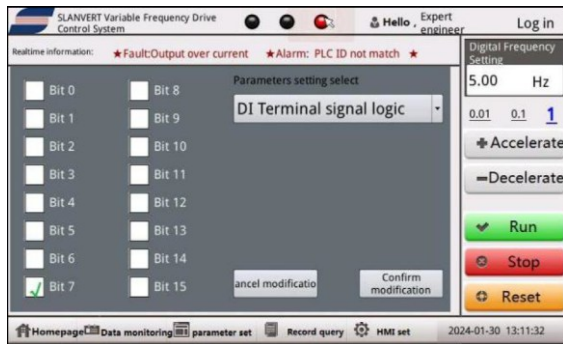 SLANVERT Variable Frequency Drive
Control System
Hello , Expert
engineer
Log in
Realtime information: ★Fault:Output over current ★Alarm: PLC ID not match ★
Digital Frequency
Setting
5.00 Hz
0.01 0.1 1
Accelerate
Decelerate
Run
Stop
Reset
Parameters setting select
DI Terminal signal logic
Bit 0 Bit 8
Bit 1 Bit 9
Bit 2 Bit 10
Bit 3 Bit 11
Bit 4 Bit 12
Bit 5 Bit 13
Bit 6 Bit 14
Bit 7 Bit 15
ancel modificatio
Confirm
modification
Homepage Data monitoring parameter set Record query HMI set 2024-01-30 13:11:32